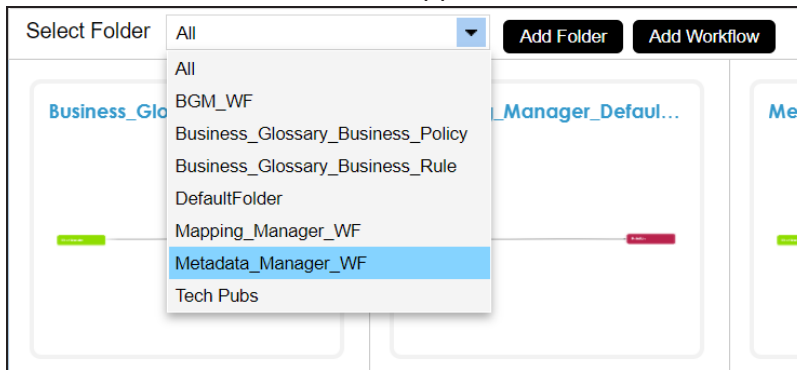 Select Folder All Add Folder Add Workflow
All
BGM_WF
Business_Glossary_Business_Policy
Business_Glossary_Business_Rule
DefaultFolder
Mapping_Manager_WF
Metadata_Manager_WF
Tech Pubs
Business_Glo
_Manager_Defaul...
Me